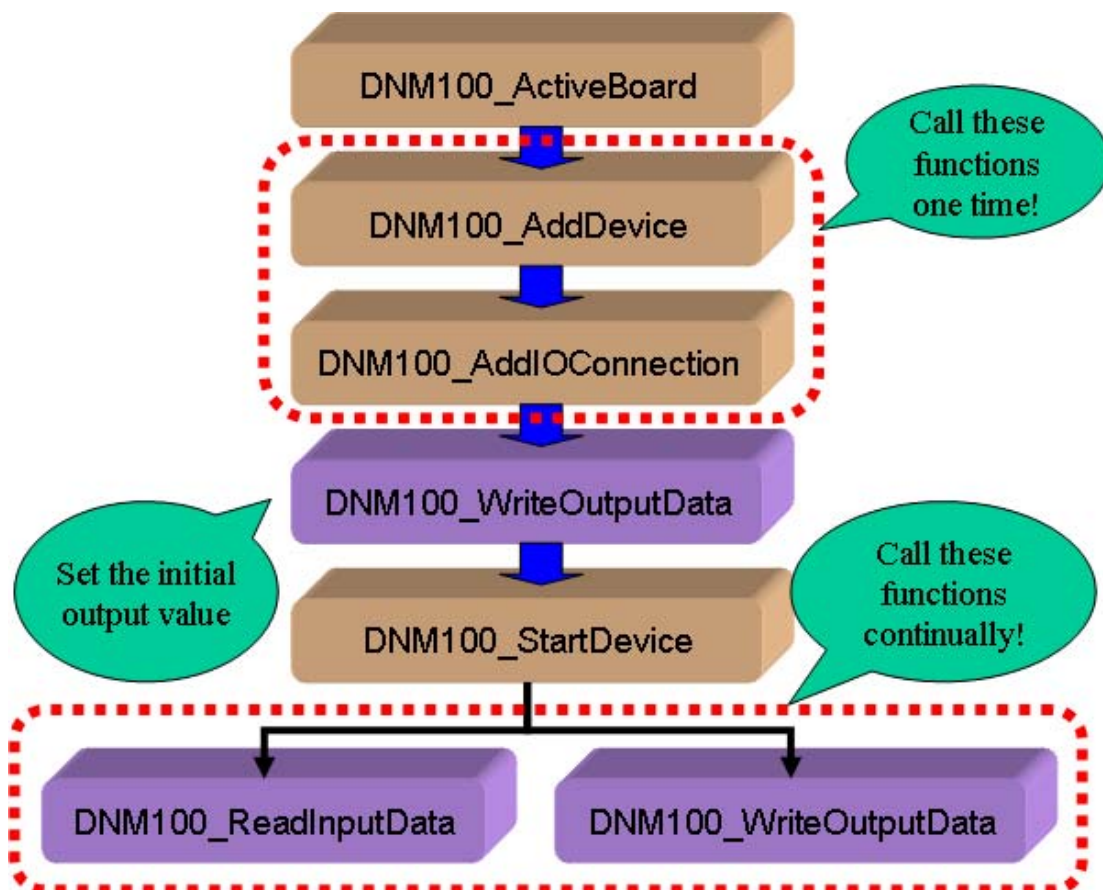 DNM100_ActiveBoard
Call these
functions
one time!
DNM100_AddDevice
DNM100_AddIOConnection
DNM100_WriteOutputData
Set the initial
output value
Call these
functions
continually!
DNM100_StartDevice
DNM100_ReadInputData
DNM100_WriteOutputData